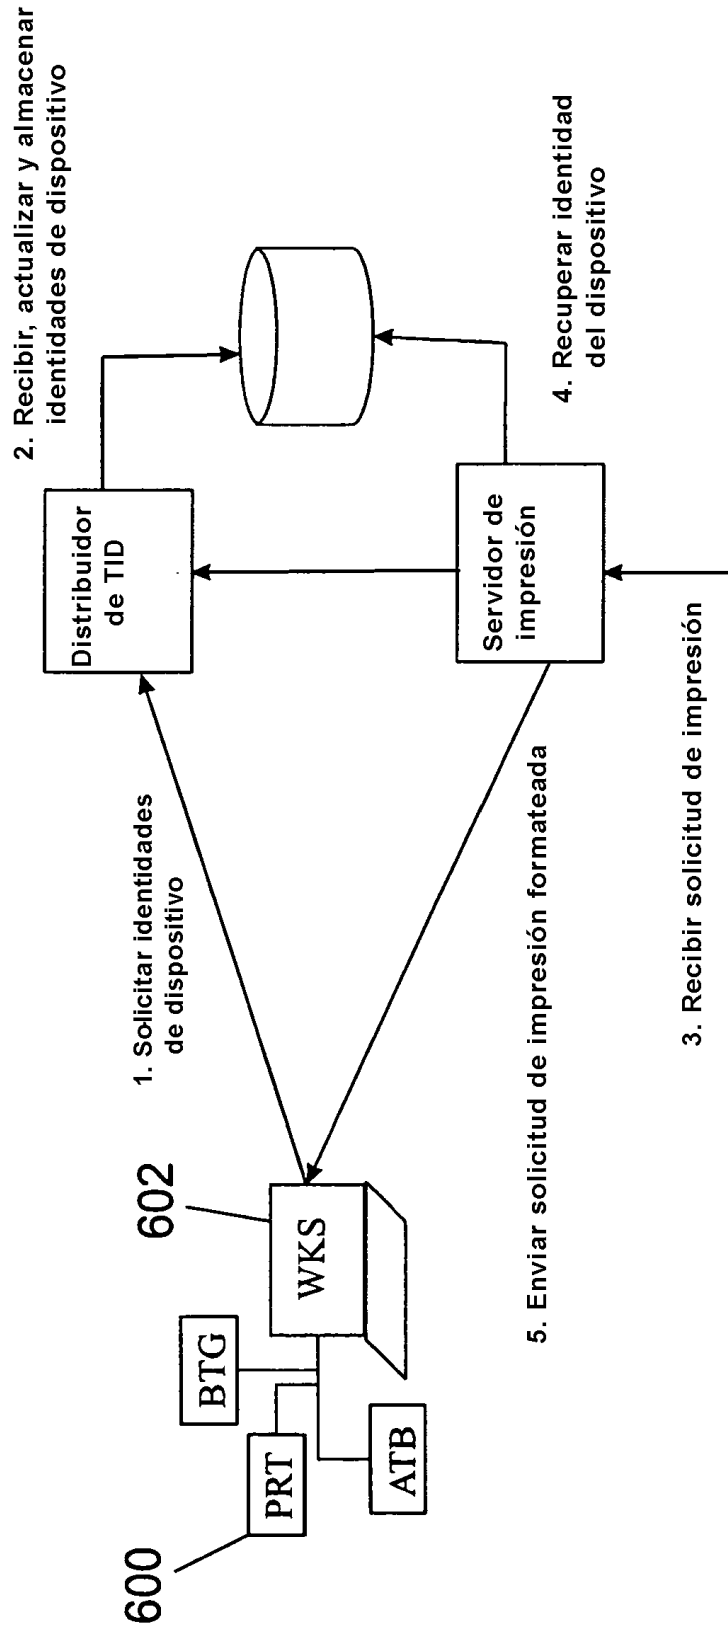 2. Recibir, actualizar y almacenar
identidades de dispositivo
Distribuidor
de TID
1. Solicitar identidades
de dispositivo
4. Recuperar identidad
del dispositivo
Servidor de
impresión
602
WKS
BTG
PRT
ATB
600
5. Enviar solicitud de impresión formateada
3. Recibir solicitud de impresión